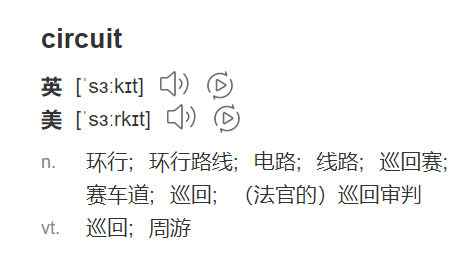 circuit
英 [ˈsɜːkɪt]
美 [ˈsɜːrkɪt]
n. 环行；环行路线；电路；线路；巡回赛；
赛车道；巡回；（法官的）巡回审判
vt. 巡回；周游